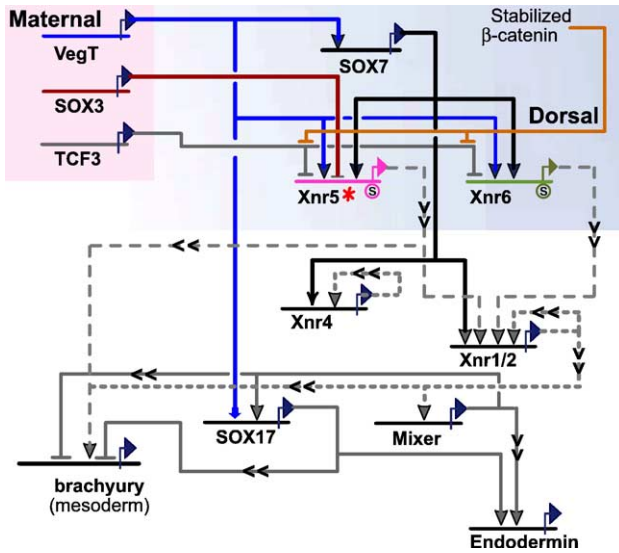 Maternal
VegT
SOX3
TCF3
SOX7
Stabilized
β-catenin
Dorsal
Xnr5 *
S
Xnr6
S
Xnr4
Xnr1/2
SOX17
Mixer
brachyury
(mesoderm)
Endodermin